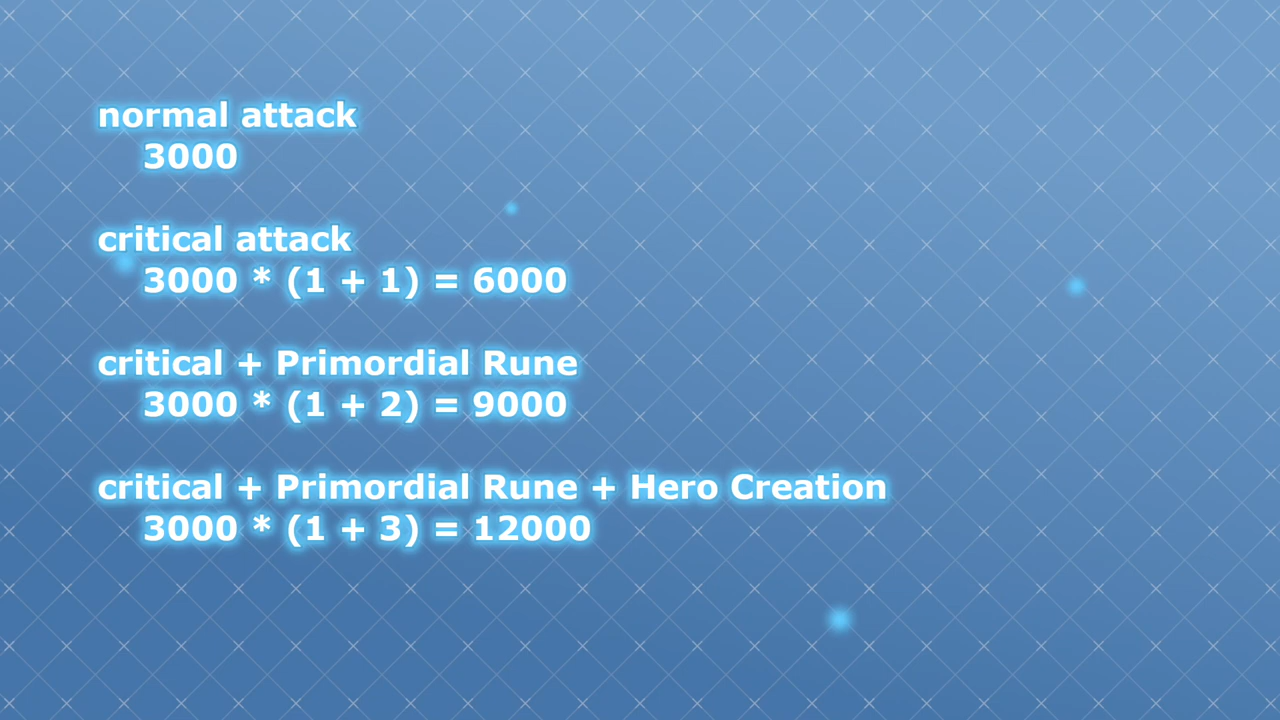 normal attack
3000
critical attack
3000 * (1 + 1) = 6000
critical + Primordial Rune
3000 * (1 + 2) = 9000
critical + Primordial Rune + Hero Creation
3000 * (1 + 3) = 12000